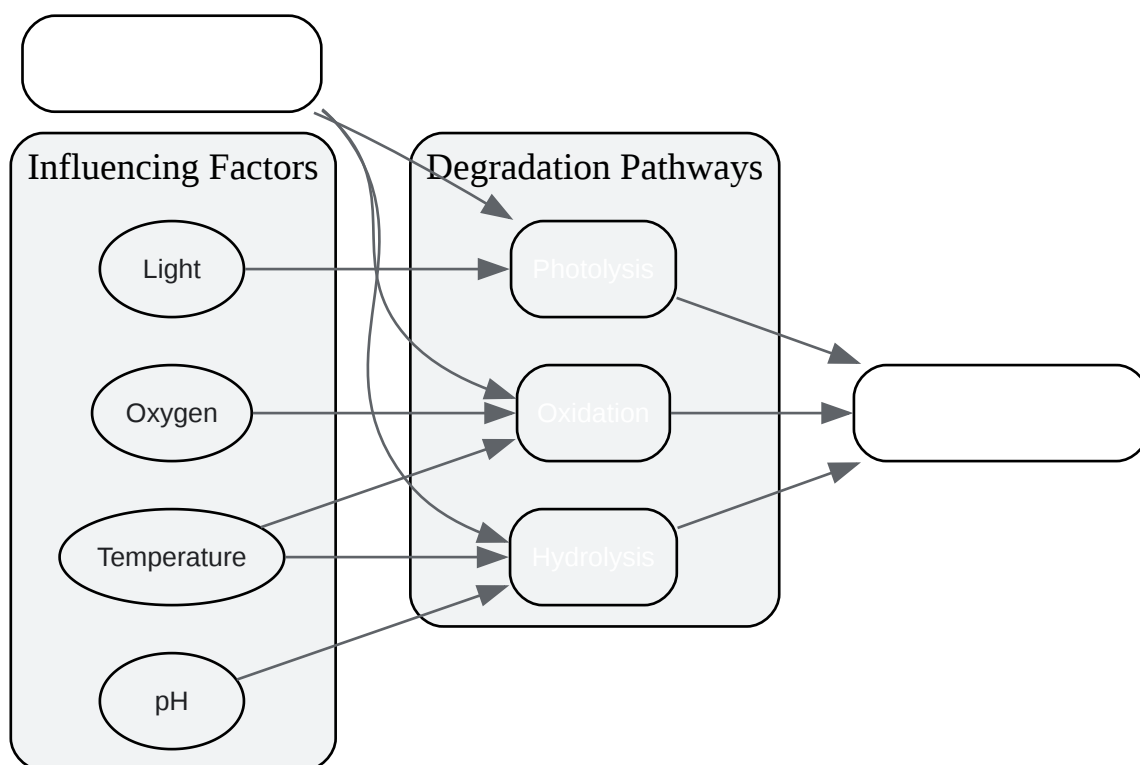 Influencing Factors
Degradation Pathways
Light
Photolysis
Oxygen
Oxidation
Temperature
Hydrolysis
pH